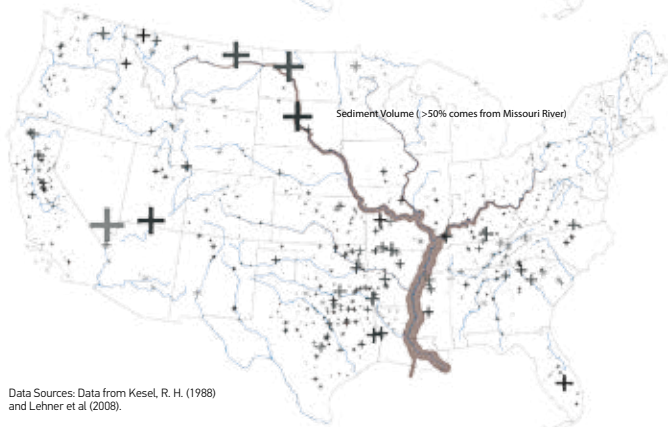 Sediment Volume ( >50% comes from Missouri River)
Data Sources: Data from Kesel, R. H. (1988)
and Lehner et al (2008).